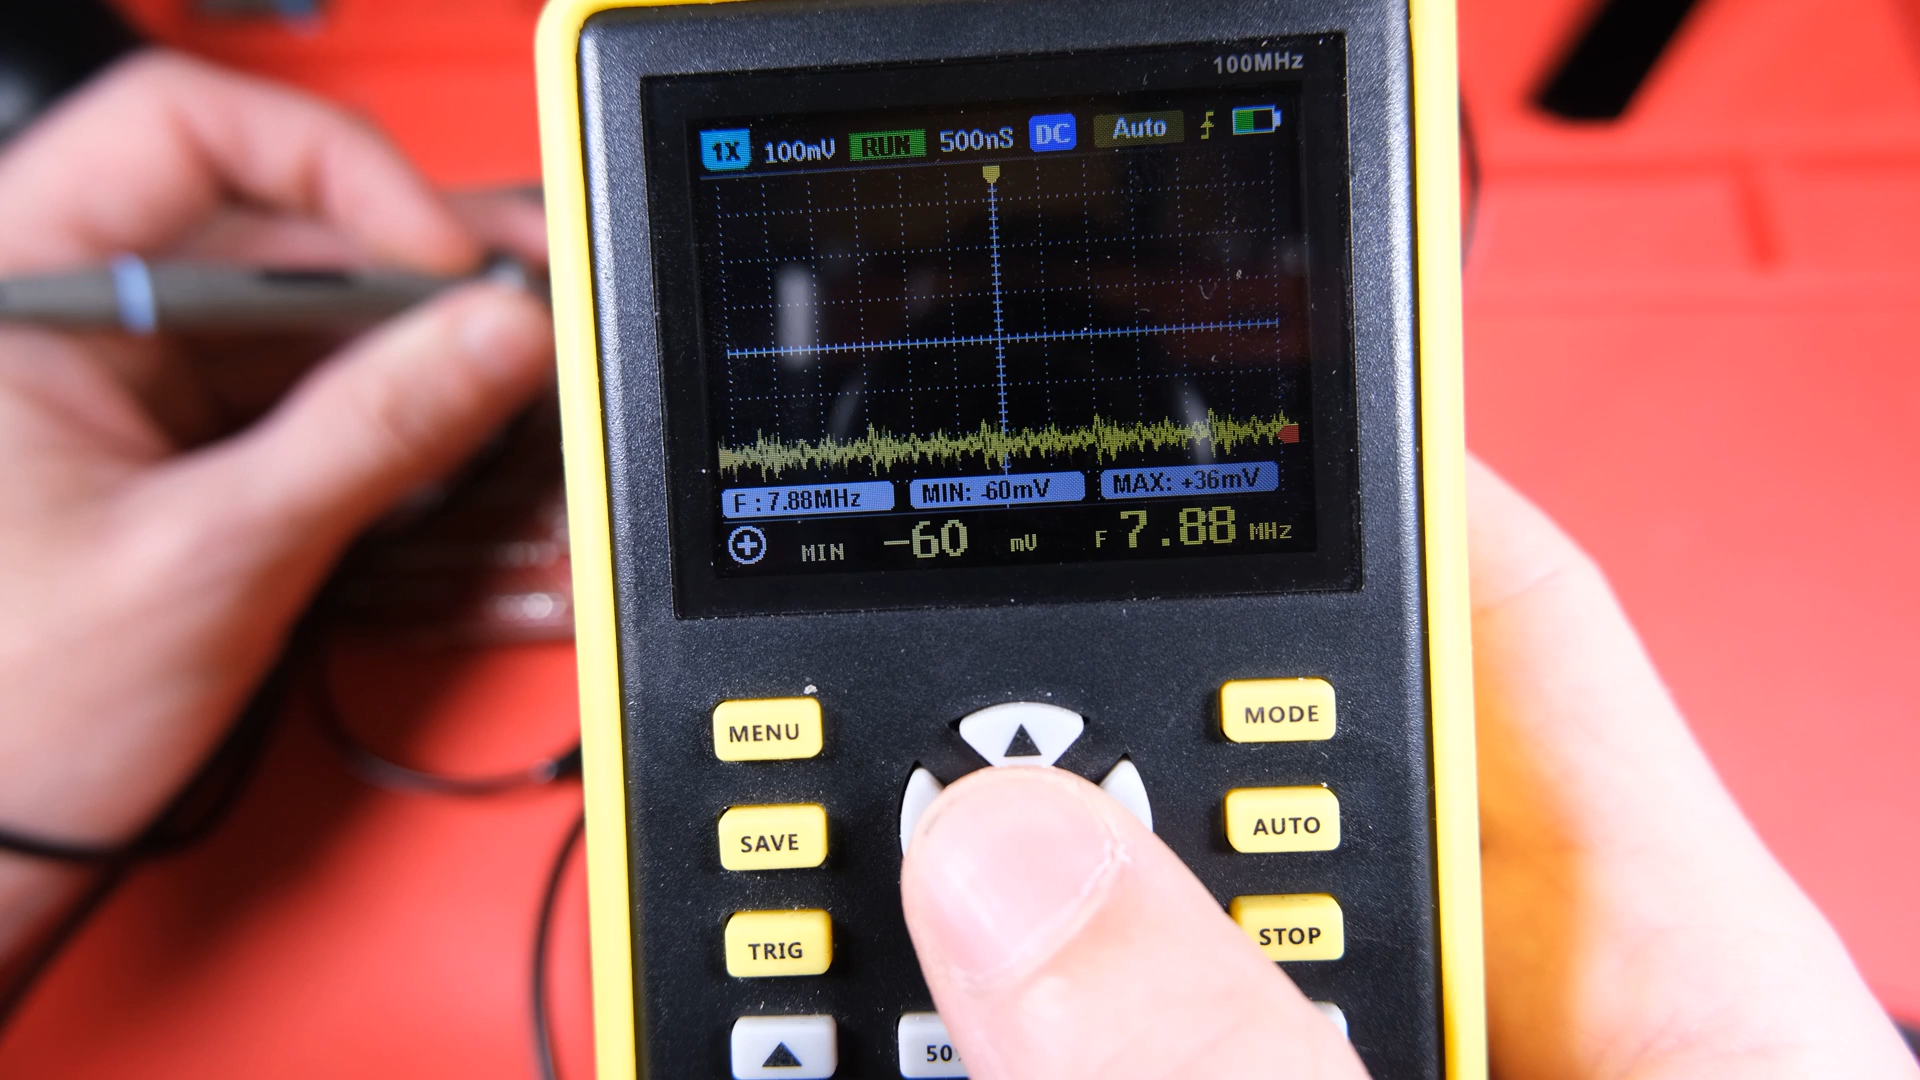 100MHz
1X 100mV RUN 500nS DC Auto
F : 7.88MHz MIN: -60mV MAX: +36mV
MIN -60 mV F 7.88 MHz
MENU MODE
SAVE AUTO
TRIG STOP